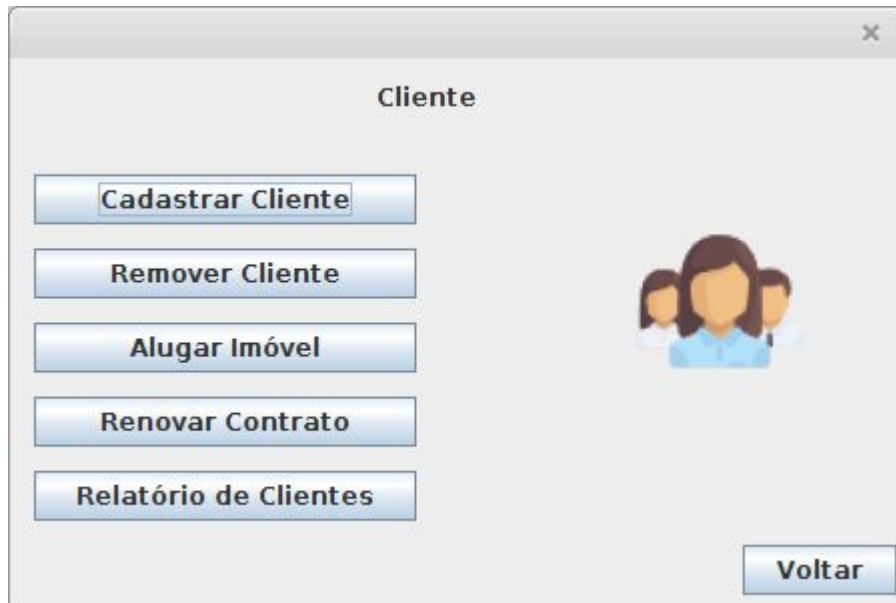 Cliente
Cadastrar Cliente
Remover Cliente
Alugar Imóvel
Renovar Contrato
Relatório de Clientes
Voltar